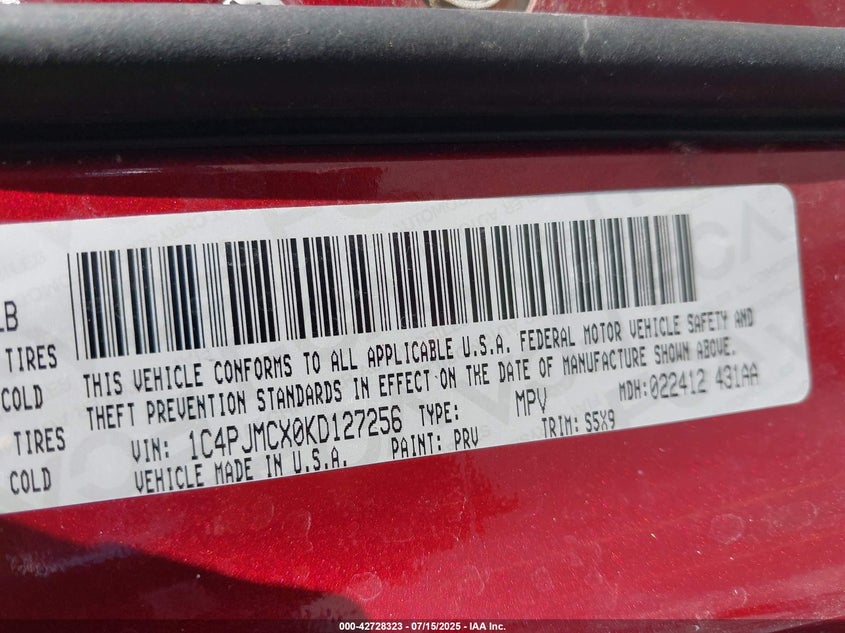 LB
TIRES
COLD
TIRES
COLD
THIS VEHICLE CONFORMS TO ALL APPLICABLE U.S.A. FEDERAL MOTOR VEHICLE SAFETY AND
THEFT PREVENTION STANDARDS IN EFFECT ON THE DATE OF MANUFACTURE SHOWN ABOVE.
VIN: 1C4PJMCX0KD127256 TYPE: MPV MDH:022412 431AA
VEHICLE MADE IN U.S.A. PAINT: PRV TRIM: S5X9
000-42728323 - 07/15/2025 - IAA Inc.